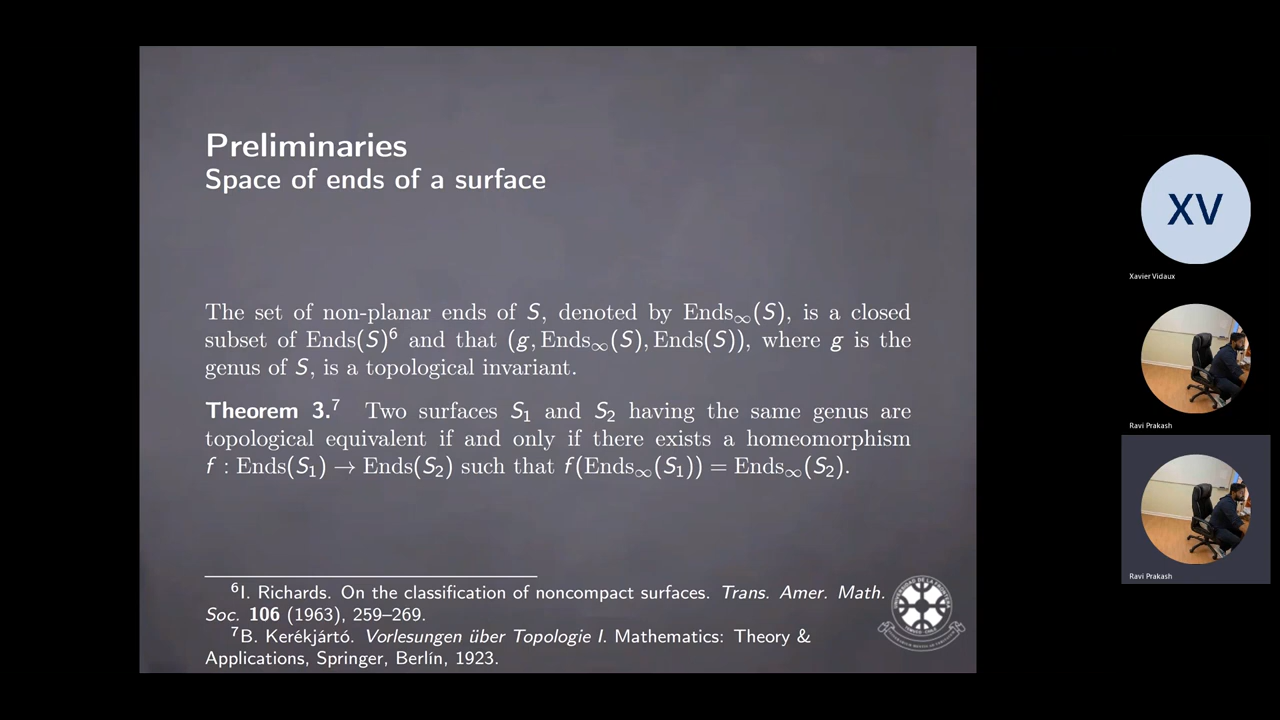 Preliminaries
Space of ends of a surface
The set of non-planar ends of S, denoted by Ends∞(S), is a closed
subset of Ends(S)⁶ and that (g, Ends∞(S), Ends(S)), where g is the
genus of S, is a topological invariant.
Theorem 3.⁷ Two surfaces S₁ and S₂ having the same genus are
topological equivalent if and only if there exists a homeomorphism
f : Ends(S₁) → Ends(S₂) such that f(Ends∞(S₁)) = Ends∞(S₂).
⁶I. Richards. On the classification of noncompact surfaces. Trans. Amer. Math.
Soc. 106 (1963), 259–269.
⁷B. Kerékjártó. Vorlesungen über Topologie I. Mathematics: Theory &
Applications, Springer, Berlín, 1923.
XV
Xavier Vidaux
Ravi Prakash
Ravi Prakash